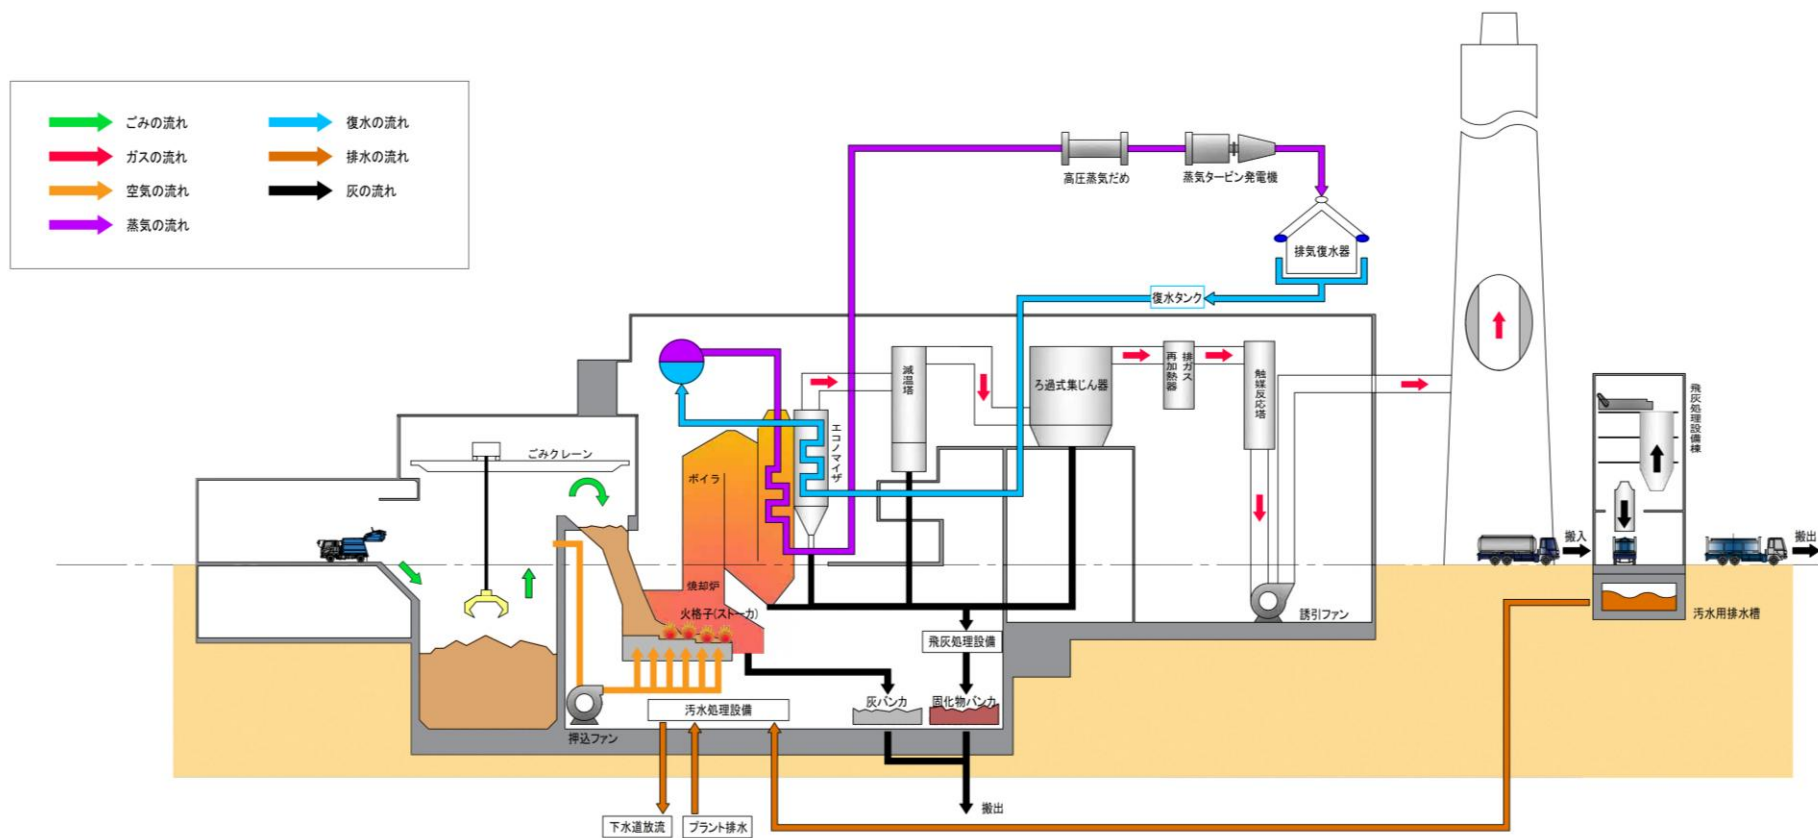 ごみの流れ
復水の流れ
ガスの流れ
排水の流れ
空気の流れ
灰の流れ
蒸気の流れ
高圧蒸気だめ
蒸気タービン発電機
排気復水器
復水タンク
減温塔
ろ過式集じん器
排ガス
再加熱器
触媒反応塔
飛灰処理設備棟
エコノマイザ
ごみクレーン
ボイラ
搬入
搬出
焼却炉
火格子(ストーカ)
誘引ファン
汚水用排水槽
飛灰処理設備
灰バンカ
固化物バンカ
汚水処理設備
押込ファン
搬出
下水道放流
プラント排水